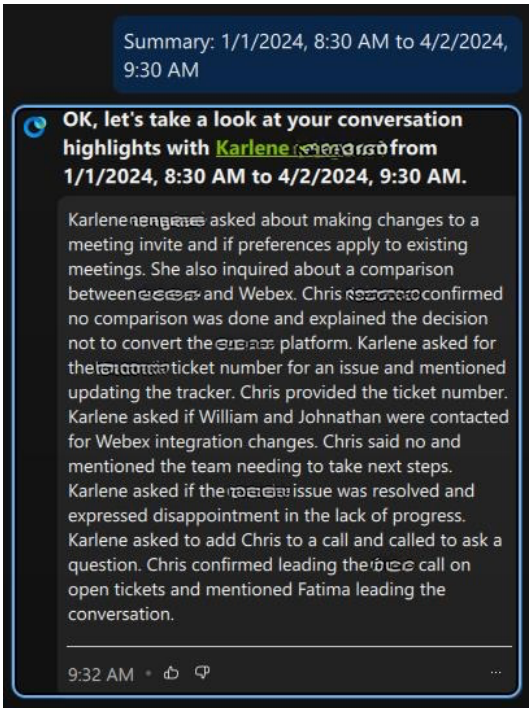 Summary: 1/1/2024, 8:30 AM to 4/2/2024,
9:30 AM
OK, let's take a look at your conversation
highlights with Karlene from
1/1/2024, 8:30 AM to 4/2/2024, 9:30 AM.
Karlene asked about making changes to a
meeting invite and if preferences apply to existing
meetings. She also inquired about a comparison
between and Webex. Chris confirmed
no comparison was done and explained the decision
not to convert the platform. Karlene asked for
the ticket number for an issue and mentioned
updating the tracker. Chris provided the ticket number.
Karlene asked if William and Johnathan were contacted
for Webex integration changes. Chris said no and
mentioned the team needing to take next steps.
Karlene asked if the issue was resolved and
expressed disappointment in the lack of progress.
Karlene asked to add Chris to a call and called to ask a
question. Chris confirmed leading the call on
open tickets and mentioned Fatima leading the
conversation.
9:32 AM